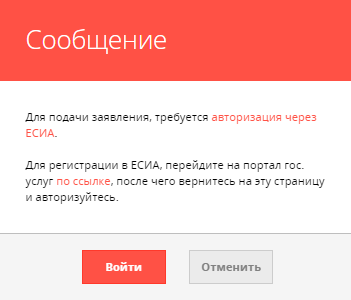 Сообщение
Для подачи заявления, требуется авторизация через
ЕСИА.
Для регистрации в ЕСИА, перейдите на портал гос.
услуг по ссылке, после чего вернитесь на эту страницу
и авторизуйтесь.
Войти
Отменить